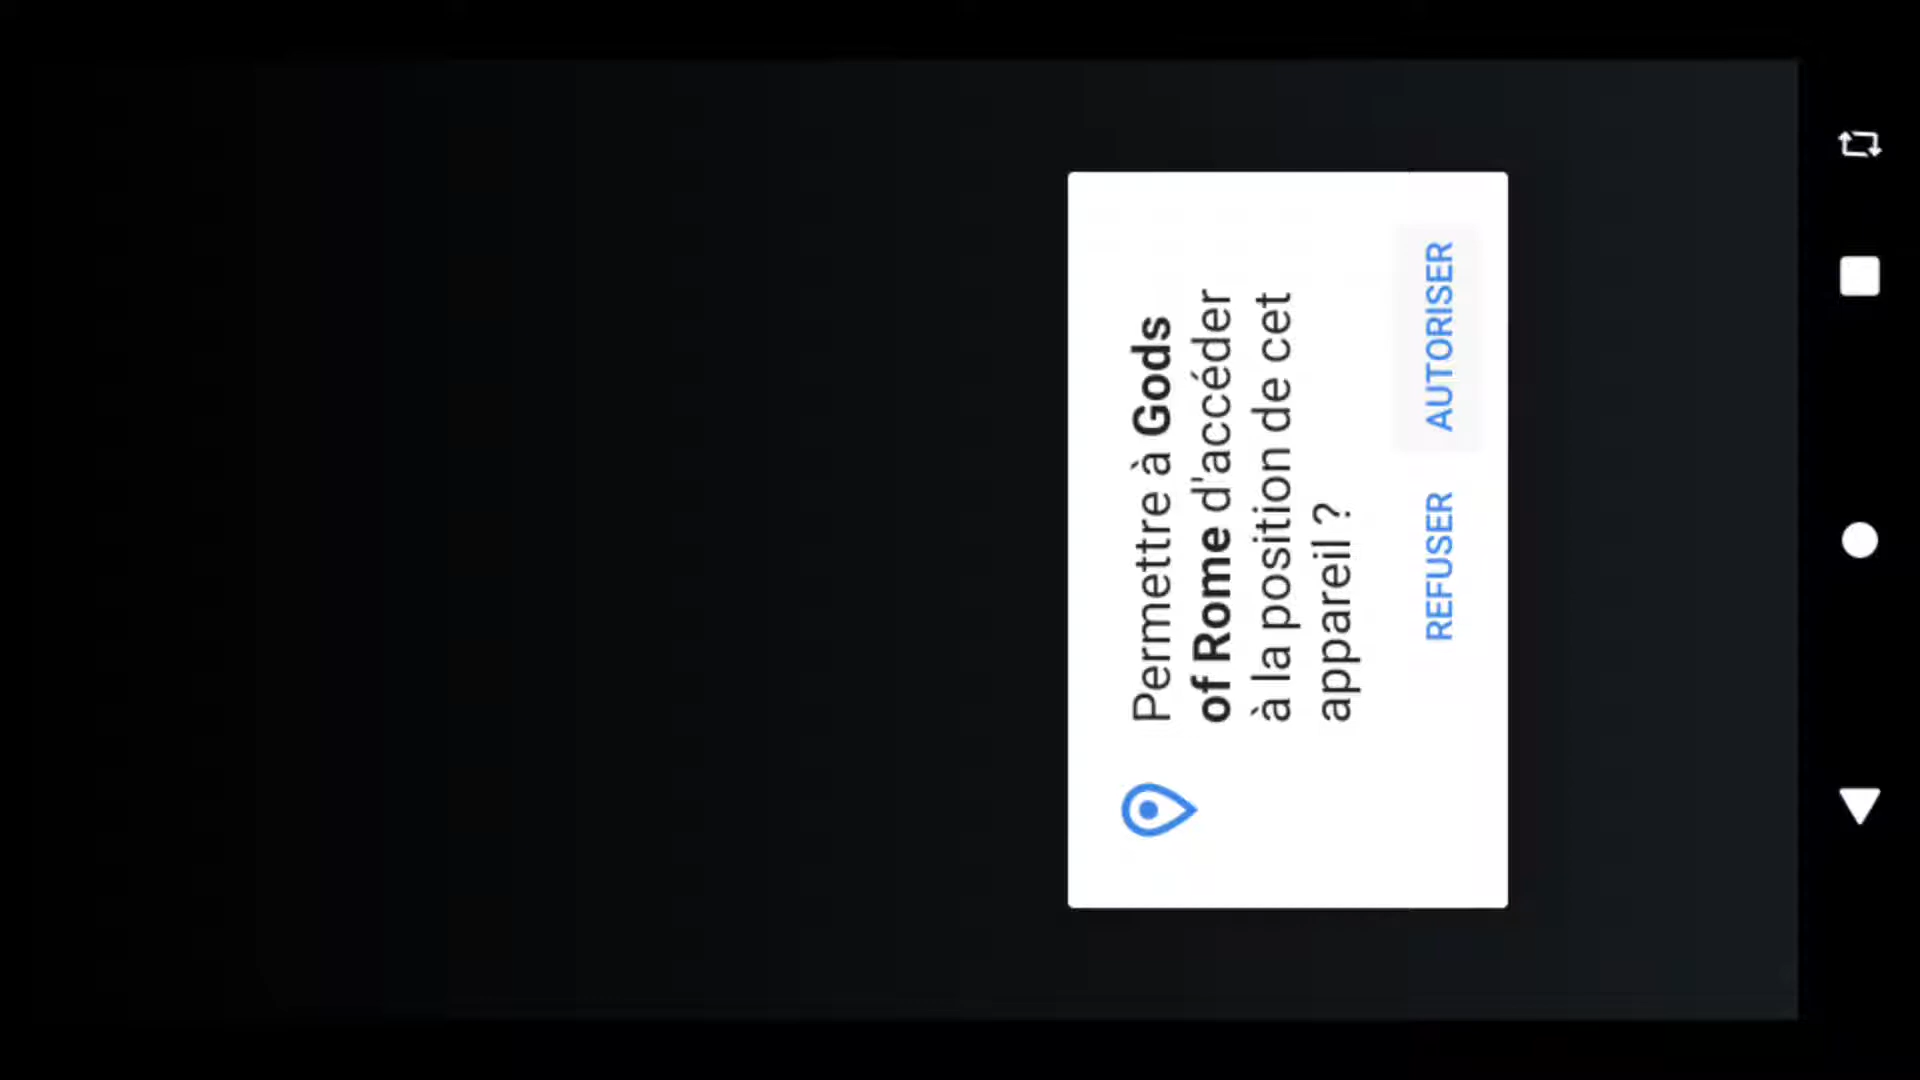 Permettre à Gods
of Rome d'accéder
à la position de cet
appareil ?
REFUSER AUTORISER